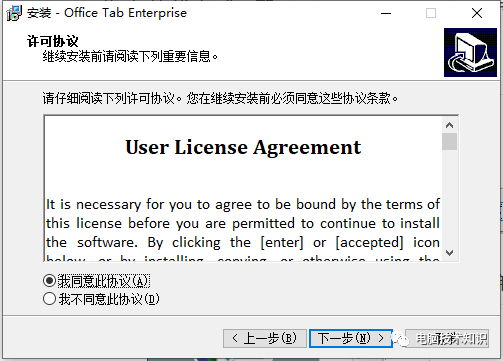 安装 - Office Tab Enterprise
许可协议
继续安装前请阅读下列重要信息。
请仔细阅读下列许可协议。您在继续安装前必须同意这些协议条款。
User License Agreement
It is necessary for you to agree to be bound by the terms of
this license before you are permitted to continue to install
the software. By clicking the [enter] or [accepted] icon
below, or by installing, copying, or otherwise using the
我同意此协议(A)
我不同意此协议(D)
< 上一步(B)
下一步(N) >
电脑技术知识